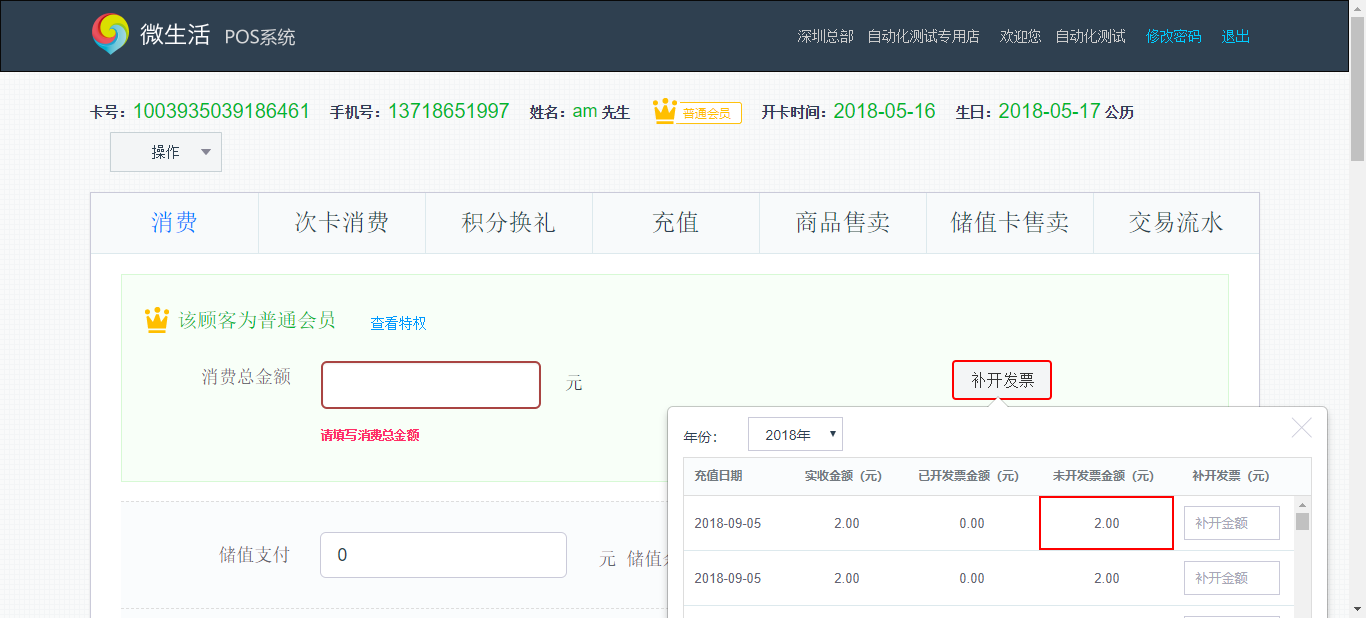 微生活 POS系统 深圳总部 自动化测试专用店 欢迎您 自动化测试 修改密码 退出
卡号：1003935039186461 手机号：13718651997 姓名：am 先生 普通会员 开卡时间：2018-05-16 生日：2018-05-17 公历
操作
消费 次卡消费 积分换礼 充值 商品售卖 储值卡售卖 交易流水
该顾客为普通会员 查看特权
消费总金额 元 补开发票
请填写消费总金额
年份： 2018年
充值日期 实收金额（元） 已开发票金额（元） 未开发票金额（元） 补开发票（元）
2018-09-05 2.00 0.00 2.00 补开金额
储值支付 0 元 储值
2018-09-05 2.00 0.00 2.00 补开金额